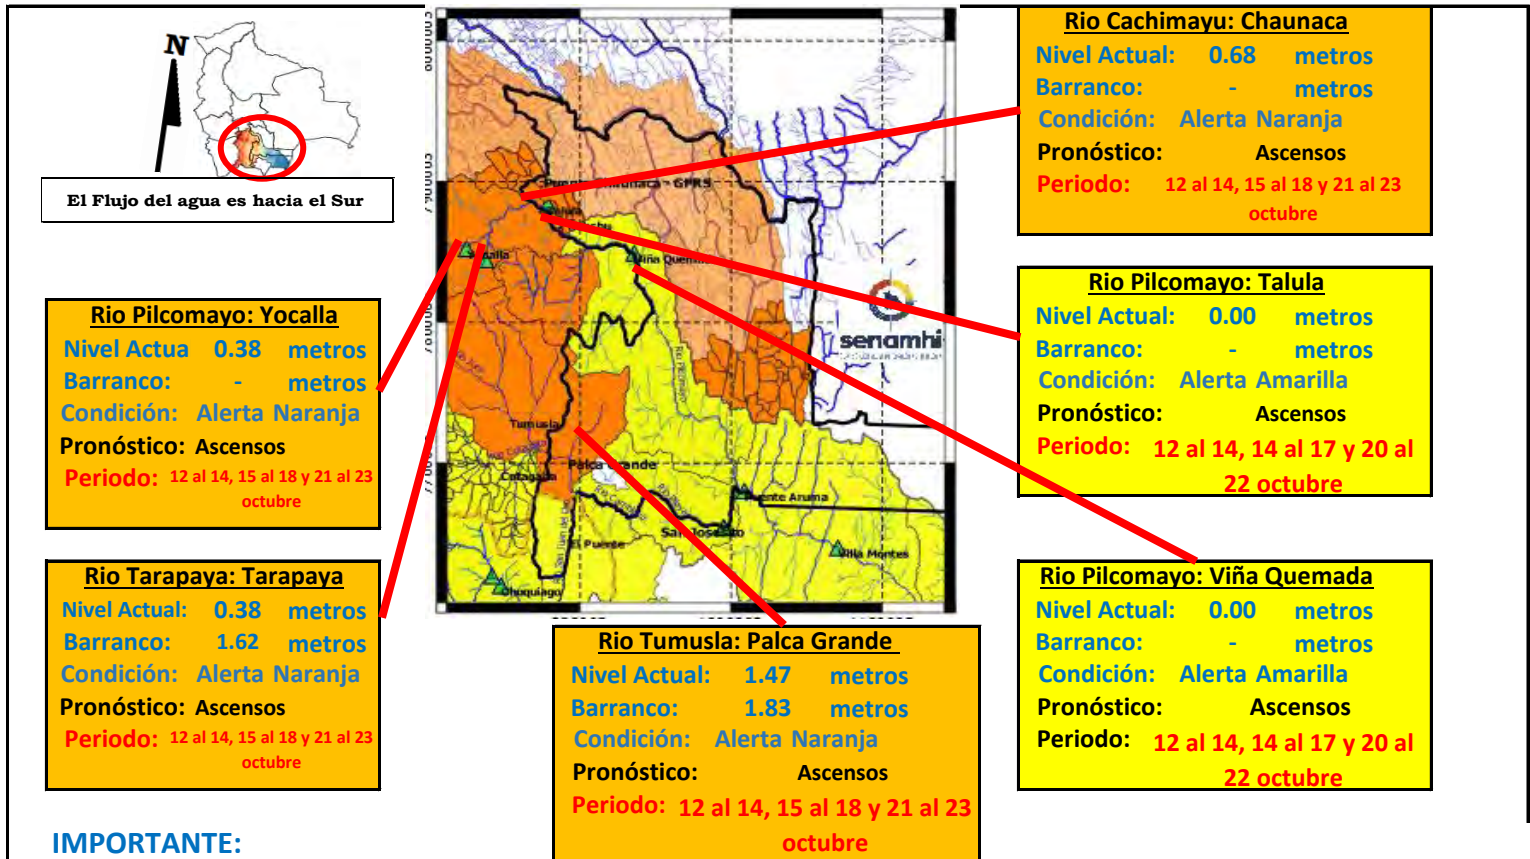 N
El Flujo del agua es hacia el Sur
Rio Pilcomayo: Yocalla
Nivel Actua 0.38 metros
Barranco: - metros
Condición: Alerta Naranja
Pronóstico: Ascensos
Periodo: 12 al 14, 15 al 18 y 21 al 23
octubre
Rio Tarapaya: Tarapaya
Nivel Actual: 0.38 metros
Barranco: 1.62 metros
Condición: Alerta Naranja
Pronóstico: Ascensos
Periodo: 12 al 14, 15 al 18 y 21 al 23
octubre
IMPORTANTE:
senamhi
Tumusla
Palca Grande
Cotagaita
El Puente
Puente Aruma
Villa Montes
Chuquiago
Rio Tumusla: Palca Grande
Nivel Actual: 1.47 metros
Barranco: 1.83 metros
Condición: Alerta Naranja
Pronóstico: Ascensos
Periodo: 12 al 14, 15 al 18 y 21 al 23
octubre
Rio Cachimayu: Chaunaca
Nivel Actual: 0.68 metros
Barranco: - metros
Condición: Alerta Naranja
Pronóstico: Ascensos
Periodo: 12 al 14, 15 al 18 y 21 al 23
octubre
Rio Pilcomayo: Talula
Nivel Actual: 0.00 metros
Barranco: - metros
Condición: Alerta Amarilla
Pronóstico: Ascensos
Periodo: 12 al 14, 14 al 17 y 20 al
22 octubre
Rio Pilcomayo: Viña Quemada
Nivel Actual: 0.00 metros
Barranco: - metros
Condición: Alerta Amarilla
Pronóstico: Ascensos
Periodo: 12 al 14, 14 al 17 y 20 al
22 octubre